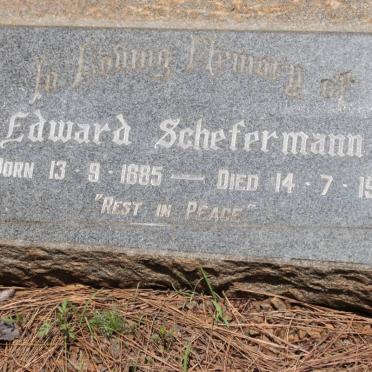 In Loving Memory of
Edward Schefermann
BORN 13·9·1885 — DIED 14·7·19
"REST IN PEACE"